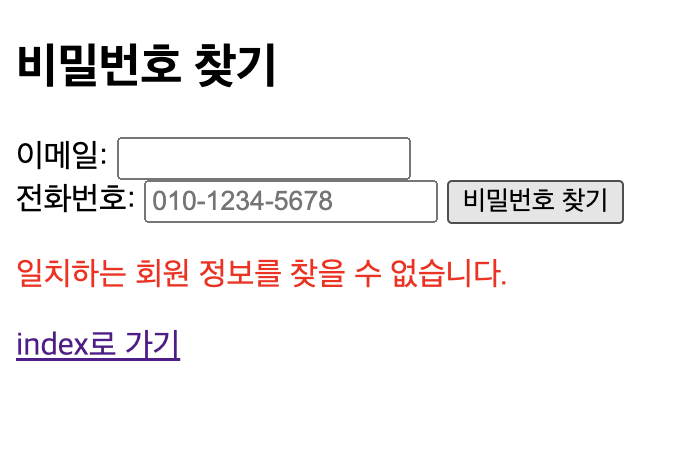 비밀번호 찾기
이메일:
전화번호: 010-1234-5678 비밀번호 찾기
일치하는 회원 정보를 찾을 수 없습니다.
index로 가기